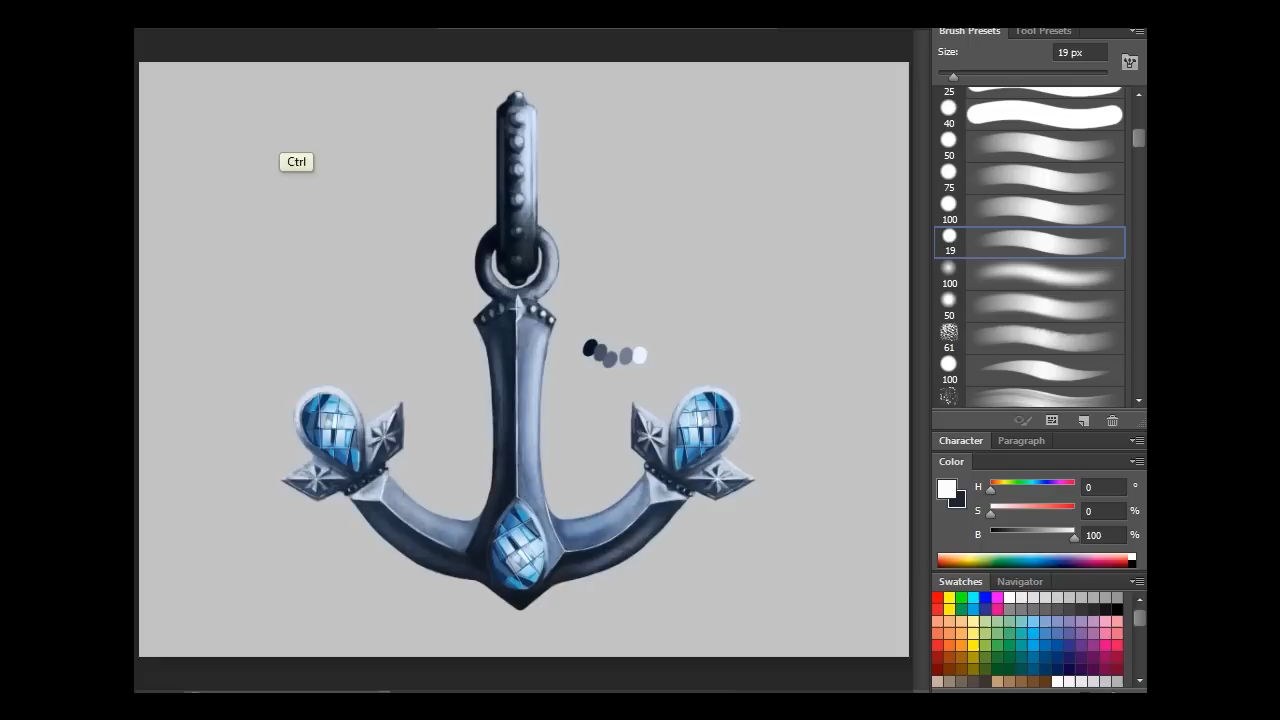 Brush Presets Tool Presets
Size: 19 px
25
40
50
75
100
19
100
50
61
100
Ctrl
Character Paragraph
Color
H 0 °
S 0 %
B 100 %
Swatches Navigator